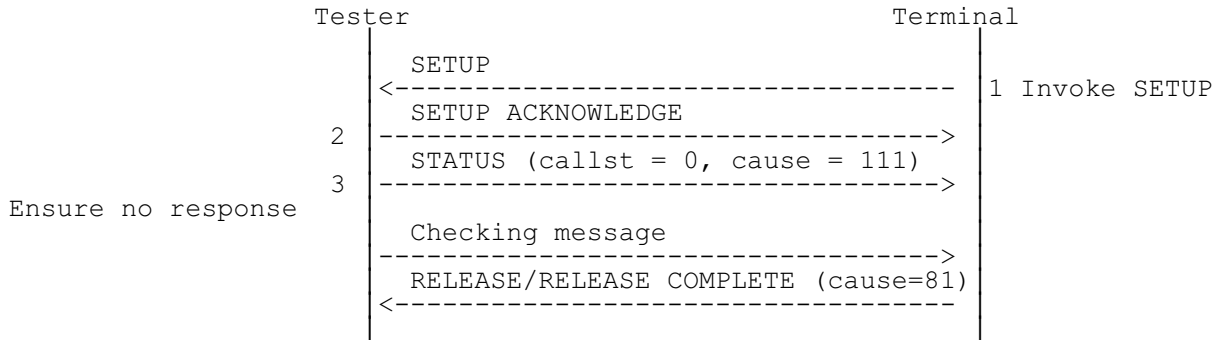 Tester Terminal
SETUP
1 Invoke SETUP
SETUP ACKNOWLEDGE
2
STATUS (callst = 0, cause = 111)
3
Ensure no response
Checking message
RELEASE/RELEASE COMPLETE (cause=81)